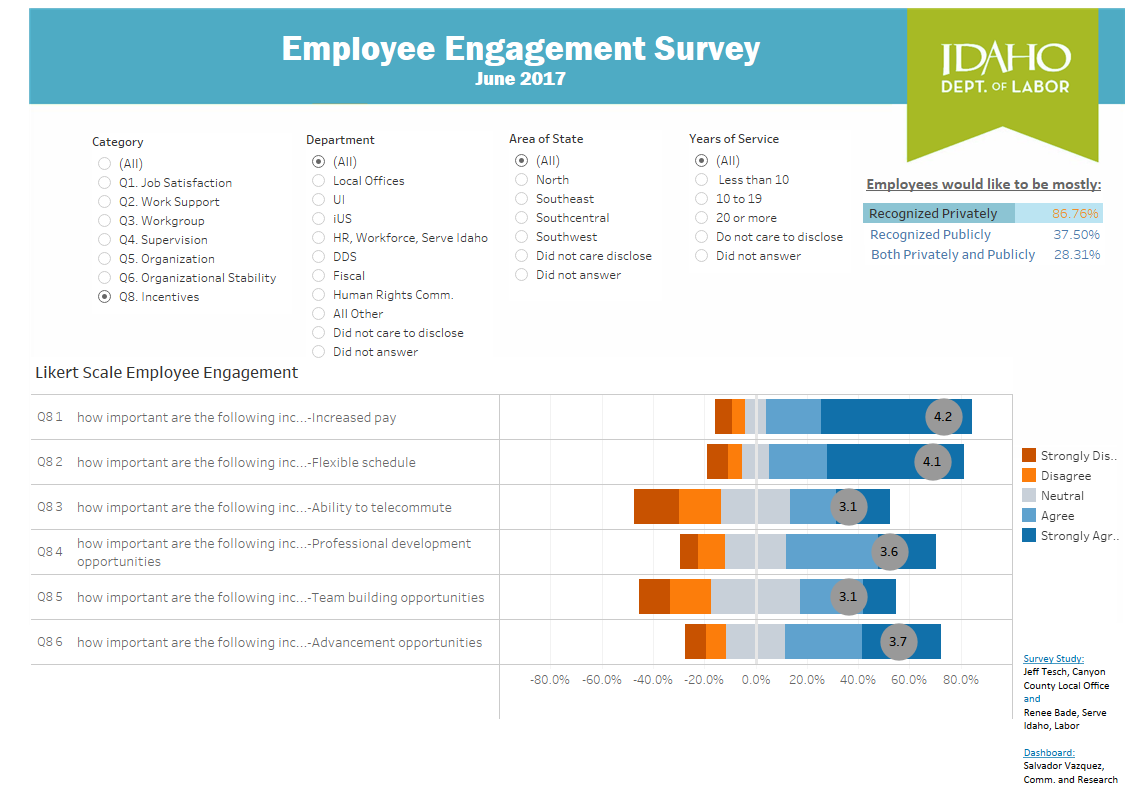 Employee Engagement Survey
June 2017
IDAHO
DEPT. OF LABOR
Category
(All)
Q1. Job Satisfaction
Q2. Work Support
Q3. Workgroup
Q4. Supervision
Q5. Organization
Q6. Organizational Stability
Q8. Incentives
Department
(All)
Local Offices
UI
iUS
HR, Workforce, Serve Idaho
DDS
Fiscal
Human Rights Comm.
All Other
Did not care to disclose
Did not answer
Area of State
(All)
North
Southeast
Southcentral
Southwest
Did not care disclose
Did not answer
Years of Service
(All)
Less than 10
10 to 19
20 or more
Do not care to disclose
Did not answer
Employees would like to be mostly:
Recognized Privately 86.76%
Recognized Publicly 37.50%
Both Privately and Publicly 28.31%
Likert Scale Employee Engagement
Q8 1 how important are the following inc...-Increased pay 4.2
Q8 2 how important are the following inc...-Flexible schedule 4.1
Q8 3 how important are the following inc...-Ability to telecommute 3.1
Q8 4 how important are the following inc...-Professional development
opportunities 3.6
Q8 5 how important are the following inc...-Team building opportunities 3.1
Q8 6 how important are the following inc...-Advancement opportunities 3.7
-80.0% -60.0% -40.0% -20.0% 0.0% 20.0% 40.0% 60.0% 80.0%
Strongly Dis..
Disagree
Neutral
Agree
Strongly Agr..
Survey Study:
Jeff Tesch, Canyon
County Local Office
and
Renee Bade, Serve
Idaho, Labor
Dashboard:
Salvador Vazquez,
Comm. and Research